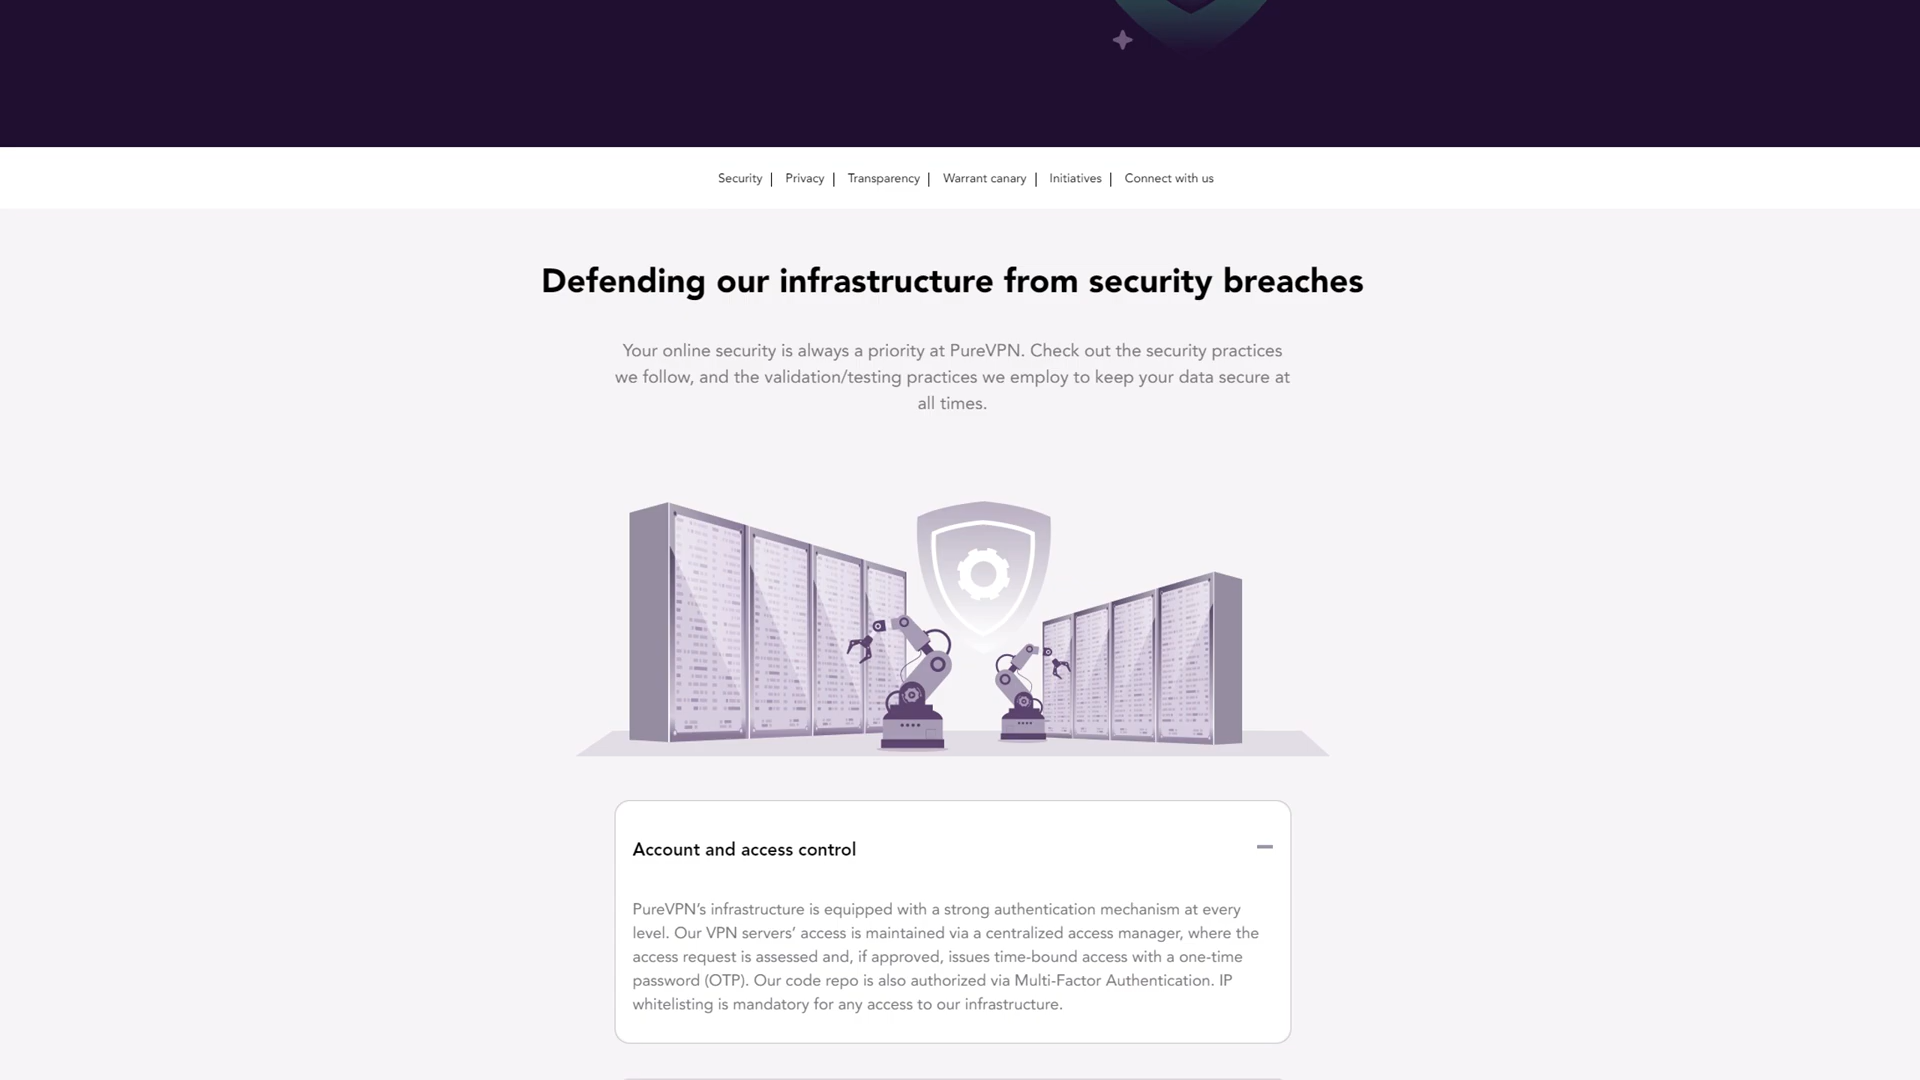 Security | Privacy | Transparency | Warrant canary | Initiatives | Connect with us
Defending our infrastructure from security breaches
Your online security is always a priority at PureVPN. Check out the security practices
we follow, and the validation/testing practices we employ to keep your data secure at
all times.
Account and access control
PureVPN’s infrastructure is equipped with a strong authentication mechanism at every
level. Our VPN servers’ access is maintained via a centralized access manager, where the
access request is assessed and, if approved, issues time-bound access with a one-time
password (OTP). Our code repo is also authorized via Multi-Factor Authentication. IP
whitelisting is mandatory for any access to our infrastructure.